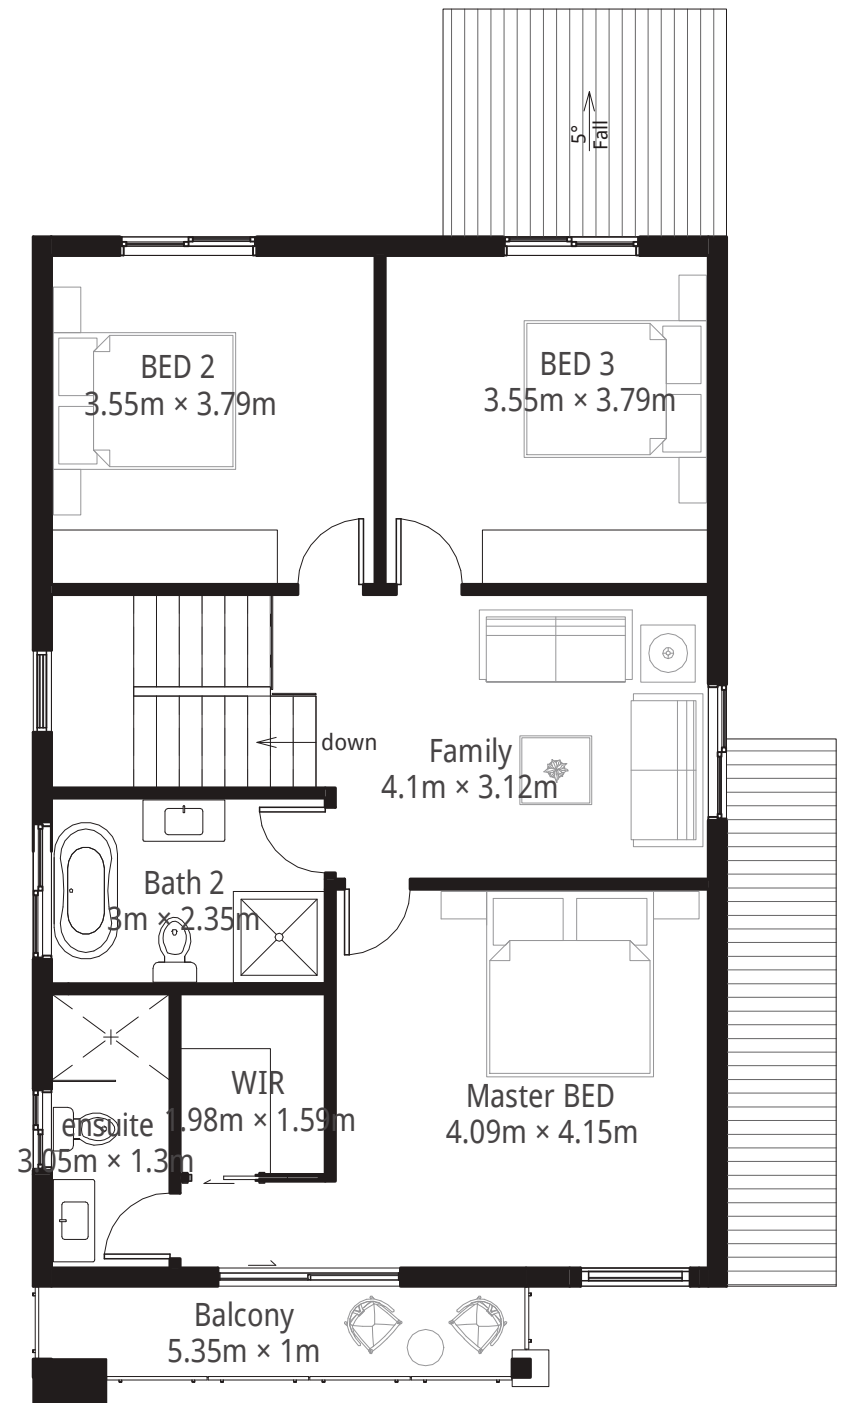 5°
Fall
BED 2
3.55m × 3.79m
BED 3
3.55m × 3.79m
down
Family
4.1m × 3.12m
Bath 2
3m × 2.35m
WIR
1.98m × 1.59m
ensuite
3.05m × 1.3m
Master BED
4.09m × 4.15m
Balcony
5.35m × 1m